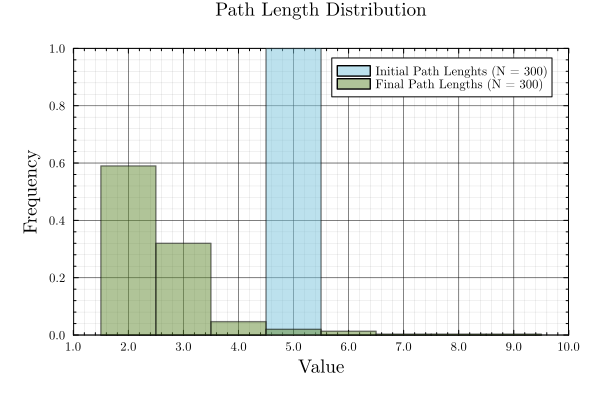 Path Length Distribution
1.0
0.8
0.6
0.4
0.2
0.0
Frequency
Initial Path Lenghts (N = 300)
Final Path Lengths (N = 300)
1.0 2.0 3.0 4.0 5.0 6.0 7.0 8.0 9.0 10.0
Value